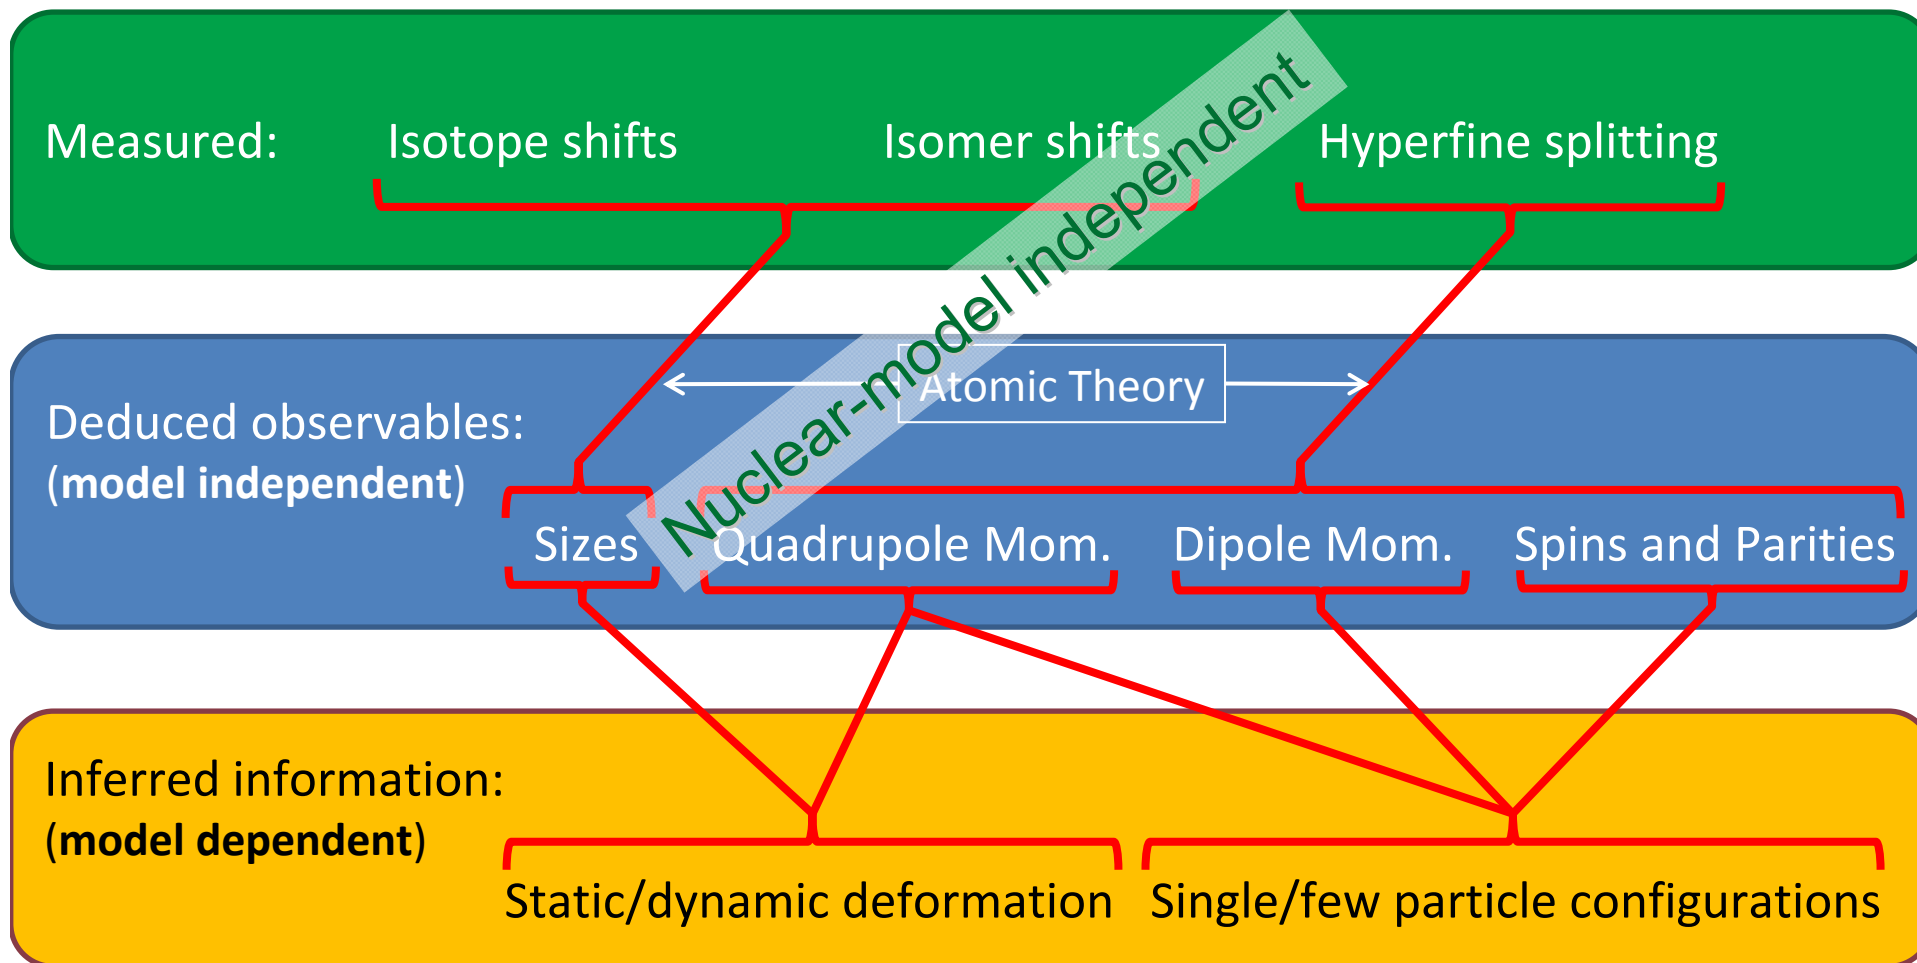 Measured: Isotope shifts Isomer shifts Hyperfine splitting
Nuclear-model independent
Atomic Theory
Deduced observables:
(model independent)
Sizes Quadrupole Mom. Dipole Mom. Spins and Parities
Inferred information:
(model dependent)
Static/dynamic deformation Single/few particle configurations